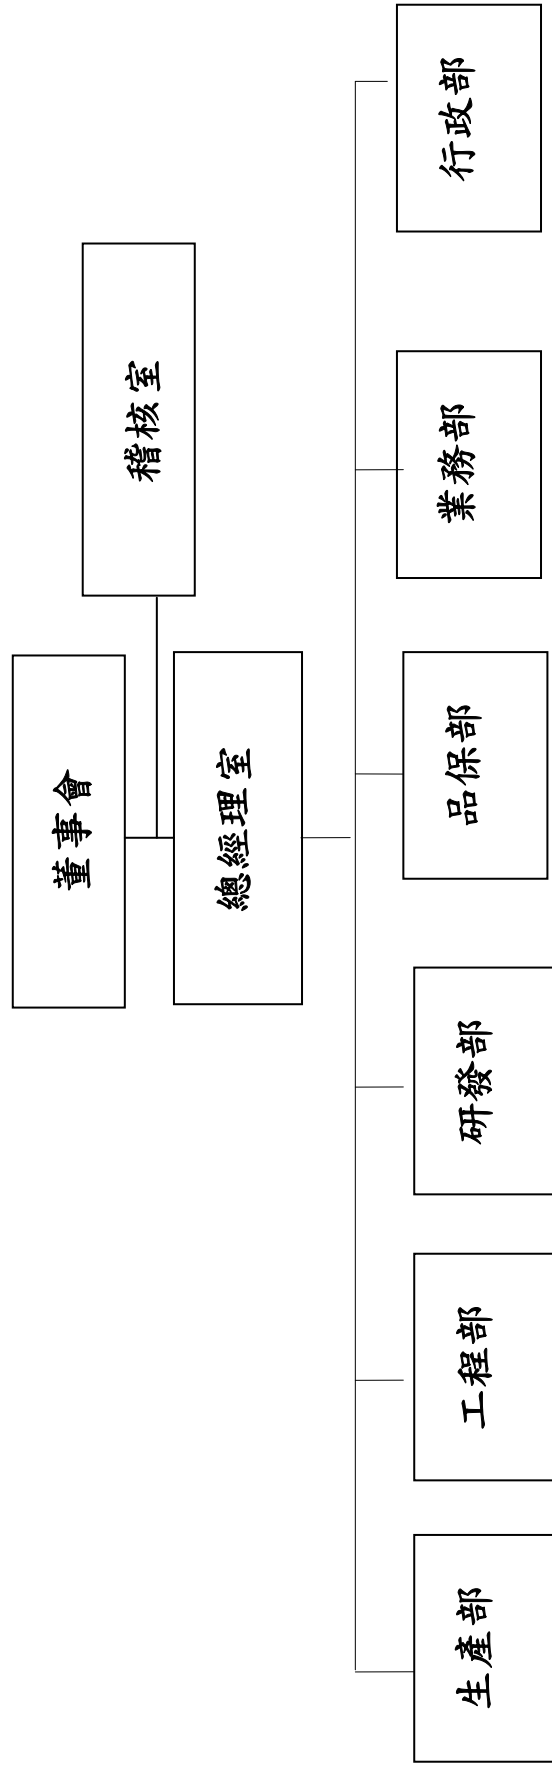 董事會
稽核室
總經理室
生產部
工程部
研發部
品保部
業務部
行政部